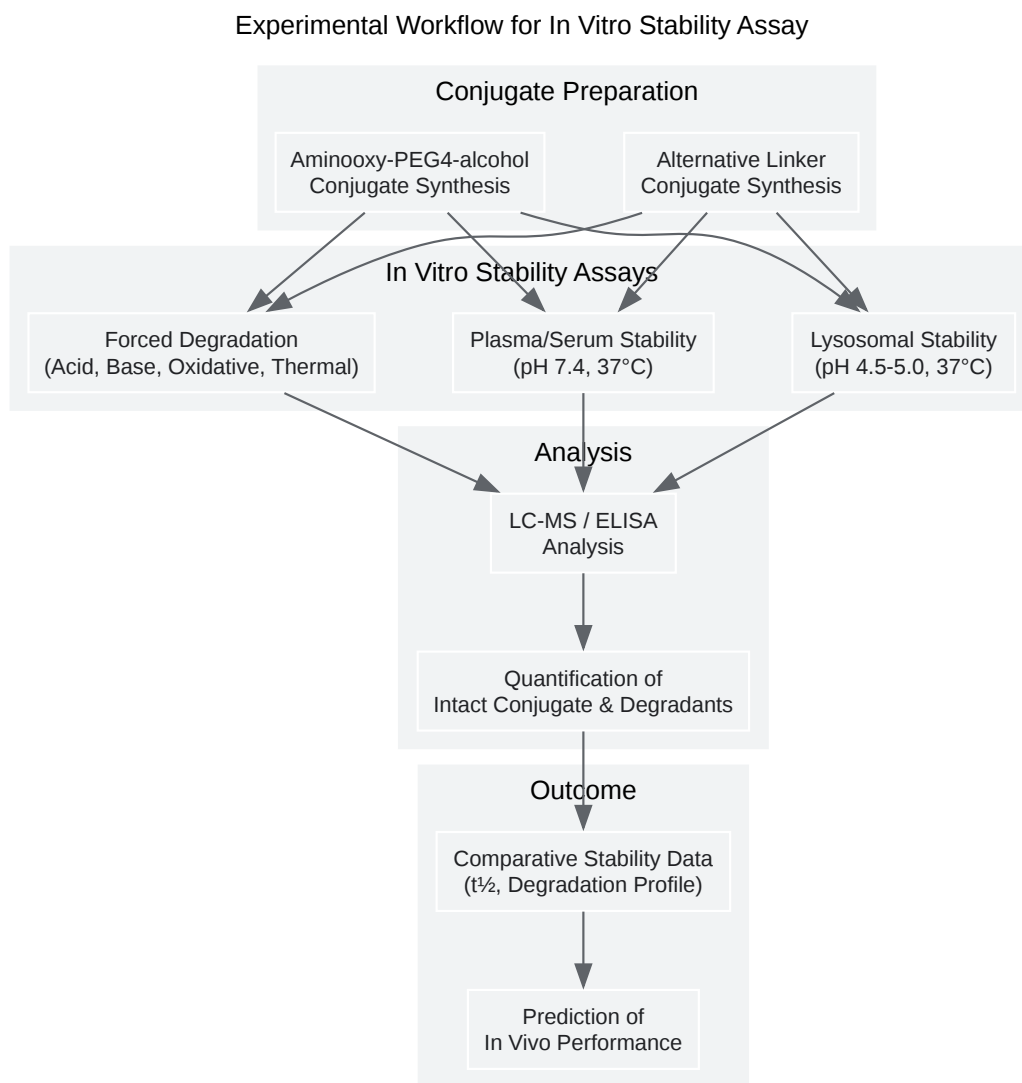 Experimental Workflow for In Vitro Stability Assay
Conjugate Preparation
Aminooxy-PEG4-alcohol
Conjugate Synthesis
Alternative Linker
Conjugate Synthesis
In Vitro Stability Assays
Forced Degradation
(Acid, Base, Oxidative, Thermal)
Plasma/Serum Stability
(pH 7.4, 37°C)
Lysosomal Stability
(pH 4.5-5.0, 37°C)
Analysis
LC-MS / ELISA
Analysis
Quantification of
Intact Conjugate & Degradants
Outcome
Comparative Stability Data
(t½, Degradation Profile)
Prediction of
In Vivo Performance